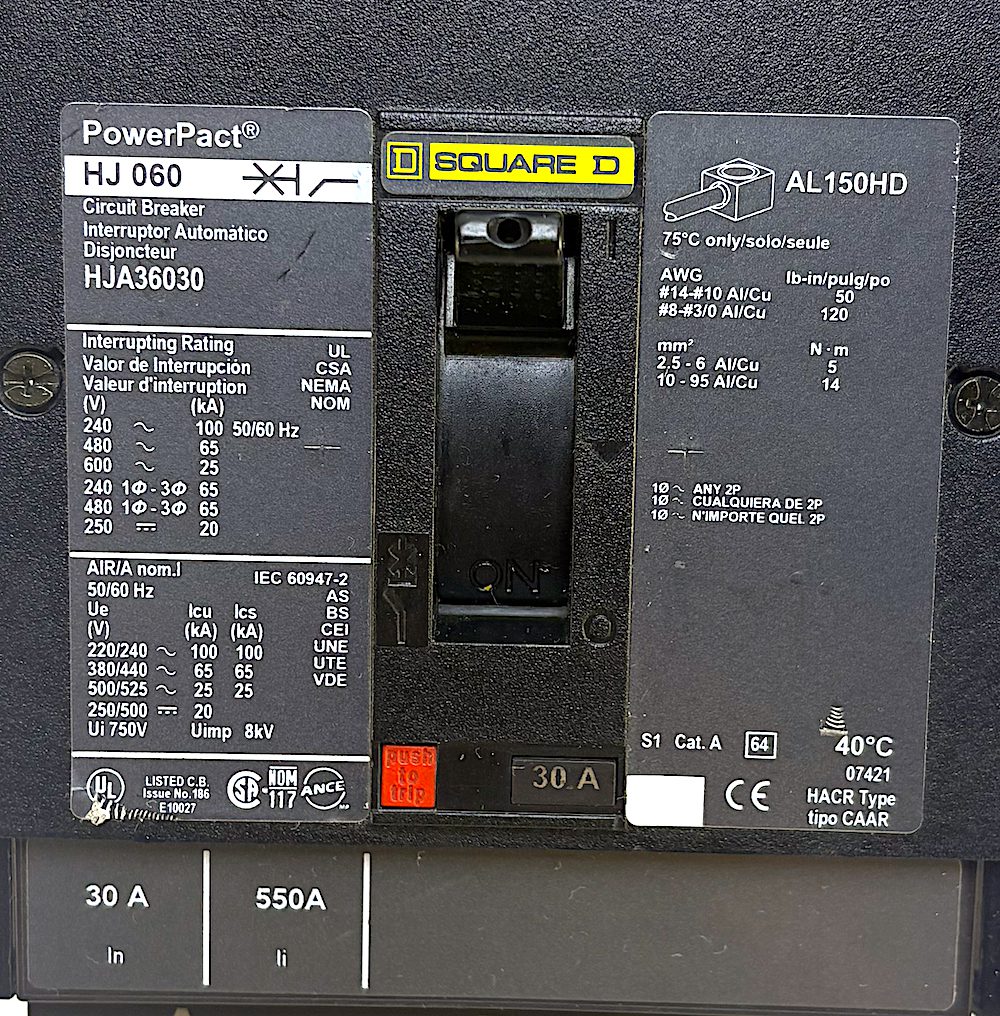 PowerPact®
HJ 060
Circuit Breaker
Interruptor Automático
Disjoncteur
HJA36030
Interrupting Rating UL
Valor de Interrupción CSA
Valeur d'interruption NEMA
(V) (kA) NOM
240 ~ 100 50/60 Hz
480 ~ 65
600 ~ 25
240 1Φ - 3Φ 65
480 1Φ - 3Φ 65
250 ⎓ 20
AIR/A nom.I IEC 60947-2
50/60 Hz AS
Ue Icu Ics BS
(V) (kA) (kA) CEI
220/240 ~ 100 100 UNE
380/440 ~ 65 65 UTE
500/525 ~ 25 25 VDE
250/500 ⎓ 20
Ui 750V Uimp 8kV
UL
LISTED C.B.
Issue No. 186
E10027
SA
NOM
117
ANCE
D SQUARE D
I
ON
O
push
to
trip
30 A
AL150HD
75°C only/solo/seule
AWG lb-in/pulg/po
#14-#10 Al/Cu 50
#8-#3/0 Al/Cu 120
mm² N·m
2.5 - 6 Al/Cu 5
10 - 95 Al/Cu 14
1Ø ~ ANY 2P
1Ø ~ CUALQUIERA DE 2P
1Ø ~ N'IMPORTE QUEL 2P
S1 Cat. A 64 40°C
07421
CE HACR Type
tipo CAAR
30 A 550A
In Ii